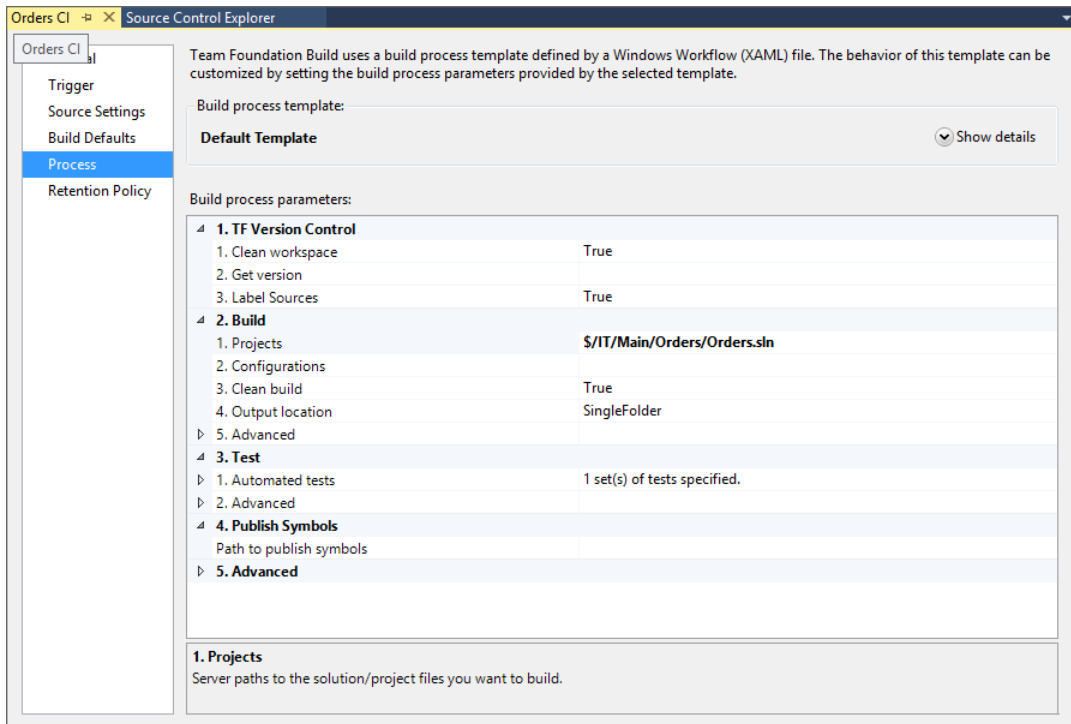 Orders CI
Source Control Explorer
Orders CI
al
Trigger
Source Settings
Build Defaults
Process
Retention Policy
Team Foundation Build uses a build process template defined by a Windows Workflow (XAML) file. The behavior of this template can be
customized by setting the build process parameters provided by the selected template.
Build process template:
Default Template
Show details
Build process parameters:
1. TF Version Control
1. Clean workspace True
2. Get version
3. Label Sources True
2. Build
1. Projects $/IT/Main/Orders/Orders.sln
2. Configurations
3. Clean build True
4. Output location SingleFolder
5. Advanced
3. Test
1. Automated tests 1 set(s) of tests specified.
2. Advanced
4. Publish Symbols
Path to publish symbols
5. Advanced
1. Projects
Server paths to the solution/project files you want to build.